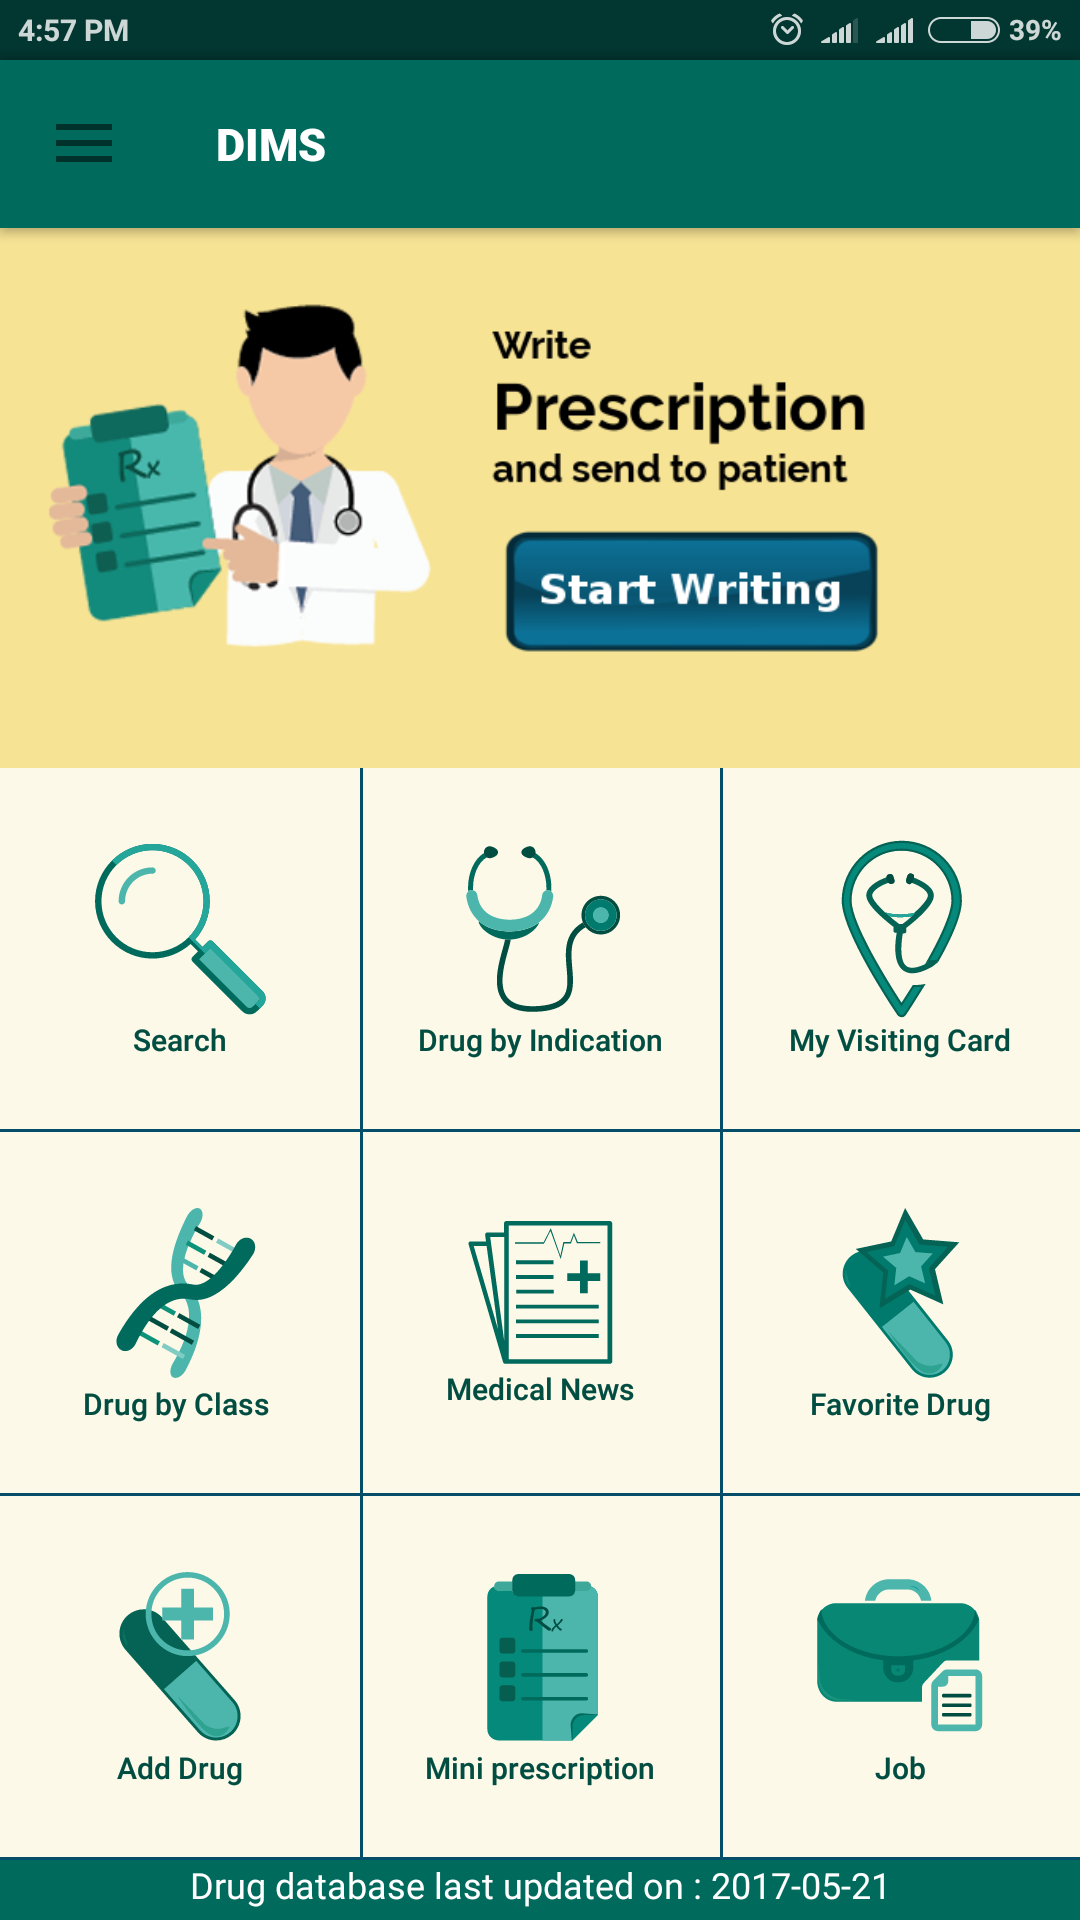 4:57 PM 39%
DIMS
Write
Prescription
and send to patient
Rx
Start Writing
Search
Drug by Indication
My Visiting Card
Drug by Class
Medical News
Favorite Drug
Rx
Add Drug
Mini prescription
Job
Drug database last updated on : 2017-05-21